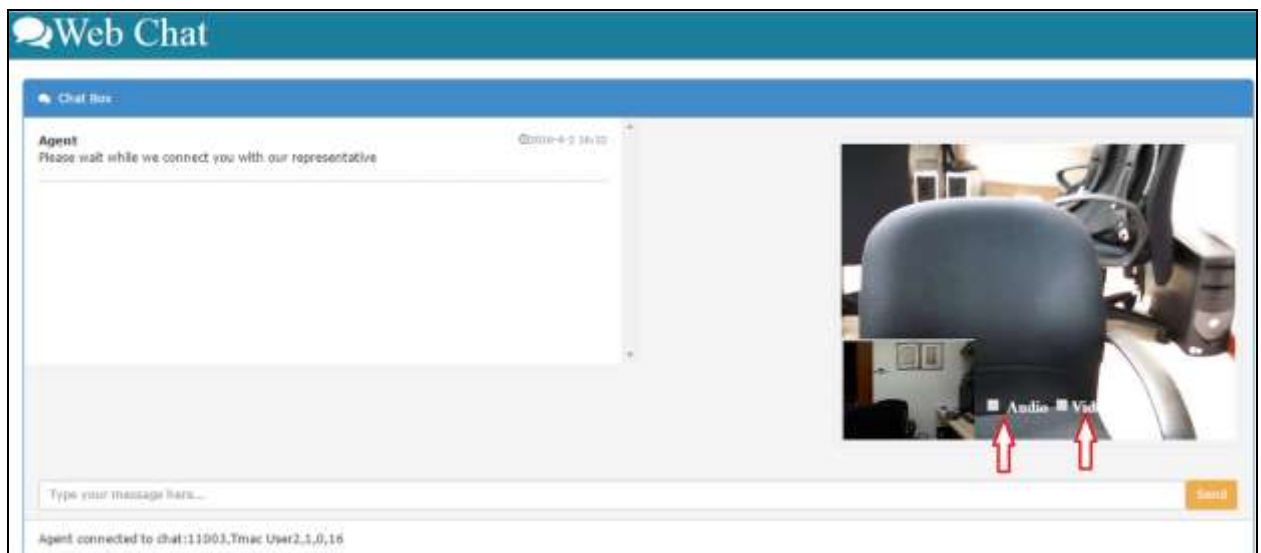 Web Chat
Chat Box
Agent
Please wait while we connect you with our representative
Audio Vid
Type your message here...
Send
Agent connected to chat:11003,Tmac User2,1,0,16